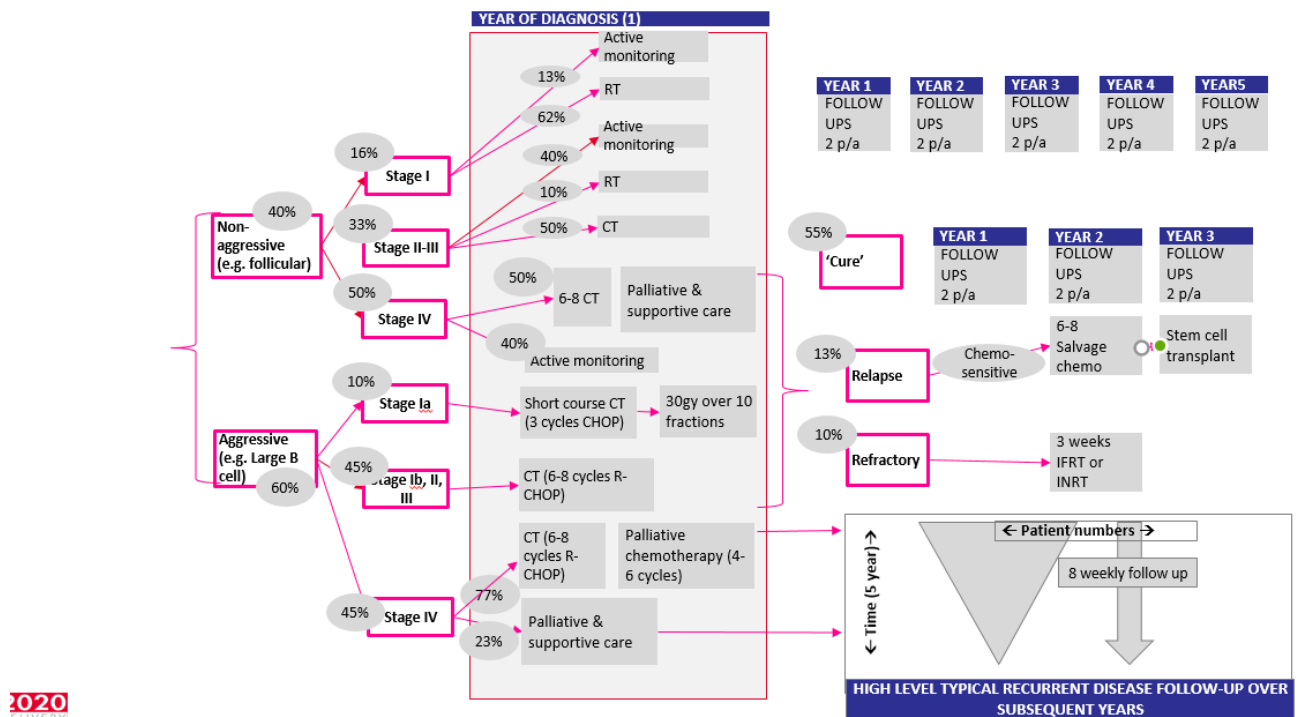 YEAR OF DIAGNOSIS (1)
Active
monitoring
13%
RT
62%
Active
monitoring
40%
RT
10%
50%
CT
16%
Stage I
40%
Non-
aggressive
(e.g. follicular)
33%
Stage II-III
50%
Stage IV
50%
6-8 CT
Palliative &
supportive care
40%
Active monitoring
10%
Stage Ia
Short course CT
(3 cycles CHOP)
30gy over 10
fractions
Aggressive
(e.g. Large B
cell)
60%
45%
Stage Ib, II,
III
CT (6-8 cycles R-
CHOP)
CT (6-8
cycles R-
CHOP)
Palliative
chemotherapy (4-
6 cycles)
45%
Stage IV
77%
23%
Palliative &
supportive care
YEAR 1
FOLLOW
UPS
2 p/a
YEAR 2
FOLLOW
UPS
2 p/a
YEAR 3
FOLLOW
UPS
2 p/a
YEAR 4
FOLLOW
UPS
2 p/a
YEAR5
FOLLOW
UPS
2 p/a
55%
‘Cure’
YEAR 1
FOLLOW
UPS
2 p/a
YEAR 2
FOLLOW
UPS
2 p/a
YEAR 3
FOLLOW
UPS
2 p/a
13%
Relapse
Chemo-
sensitive
6-8
Salvage
chemo
Stem cell
transplant
10%
Refractory
3 weeks
IFRT or
INRT
← Patient numbers →
← Time (5 year) →
8 weekly follow up
HIGH LEVEL TYPICAL RECURRENT DISEASE FOLLOW-UP OVER
SUBSEQUENT YEARS
2020